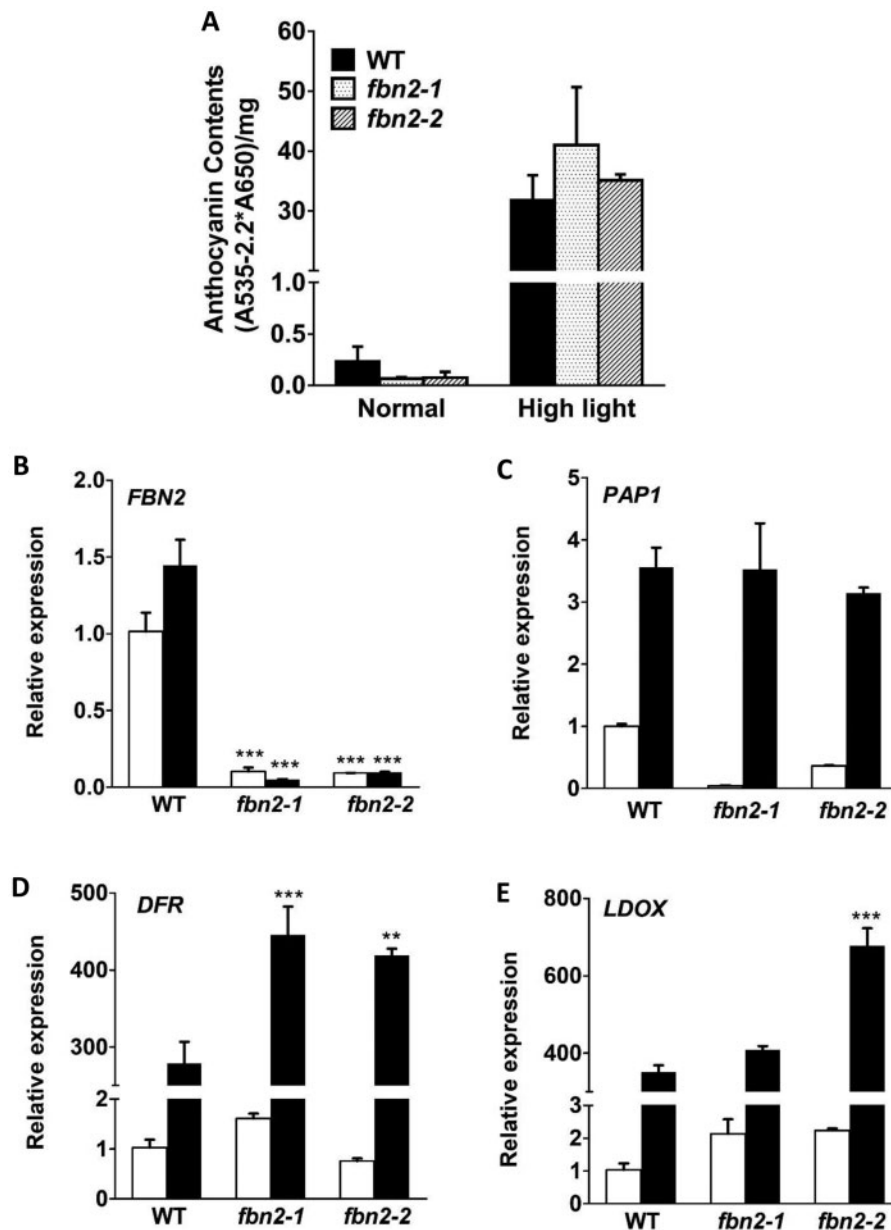 A
Anthocyanin Contents
(A535-2.2*A650)/mg
60
50
40
30
1.0
0.5
0.0
WT
fbn2-1
fbn2-2
Normal
High light
B
Relative expression
2.0
1.5
1.0
0.5
0.0
FBN2
*** *** *** ***
WT
fbn2-1
fbn2-2
C
Relative expression
5
4
3
2
1
0
PAP1
WT
fbn2-1
fbn2-2
D
Relative expression
500
400
300
2
1
0
DFR
***
**
WT
fbn2-1
fbn2-2
E
Relative expression
800
600
400
3
2
1
0
LDOX
***
WT
fbn2-1
fbn2-2